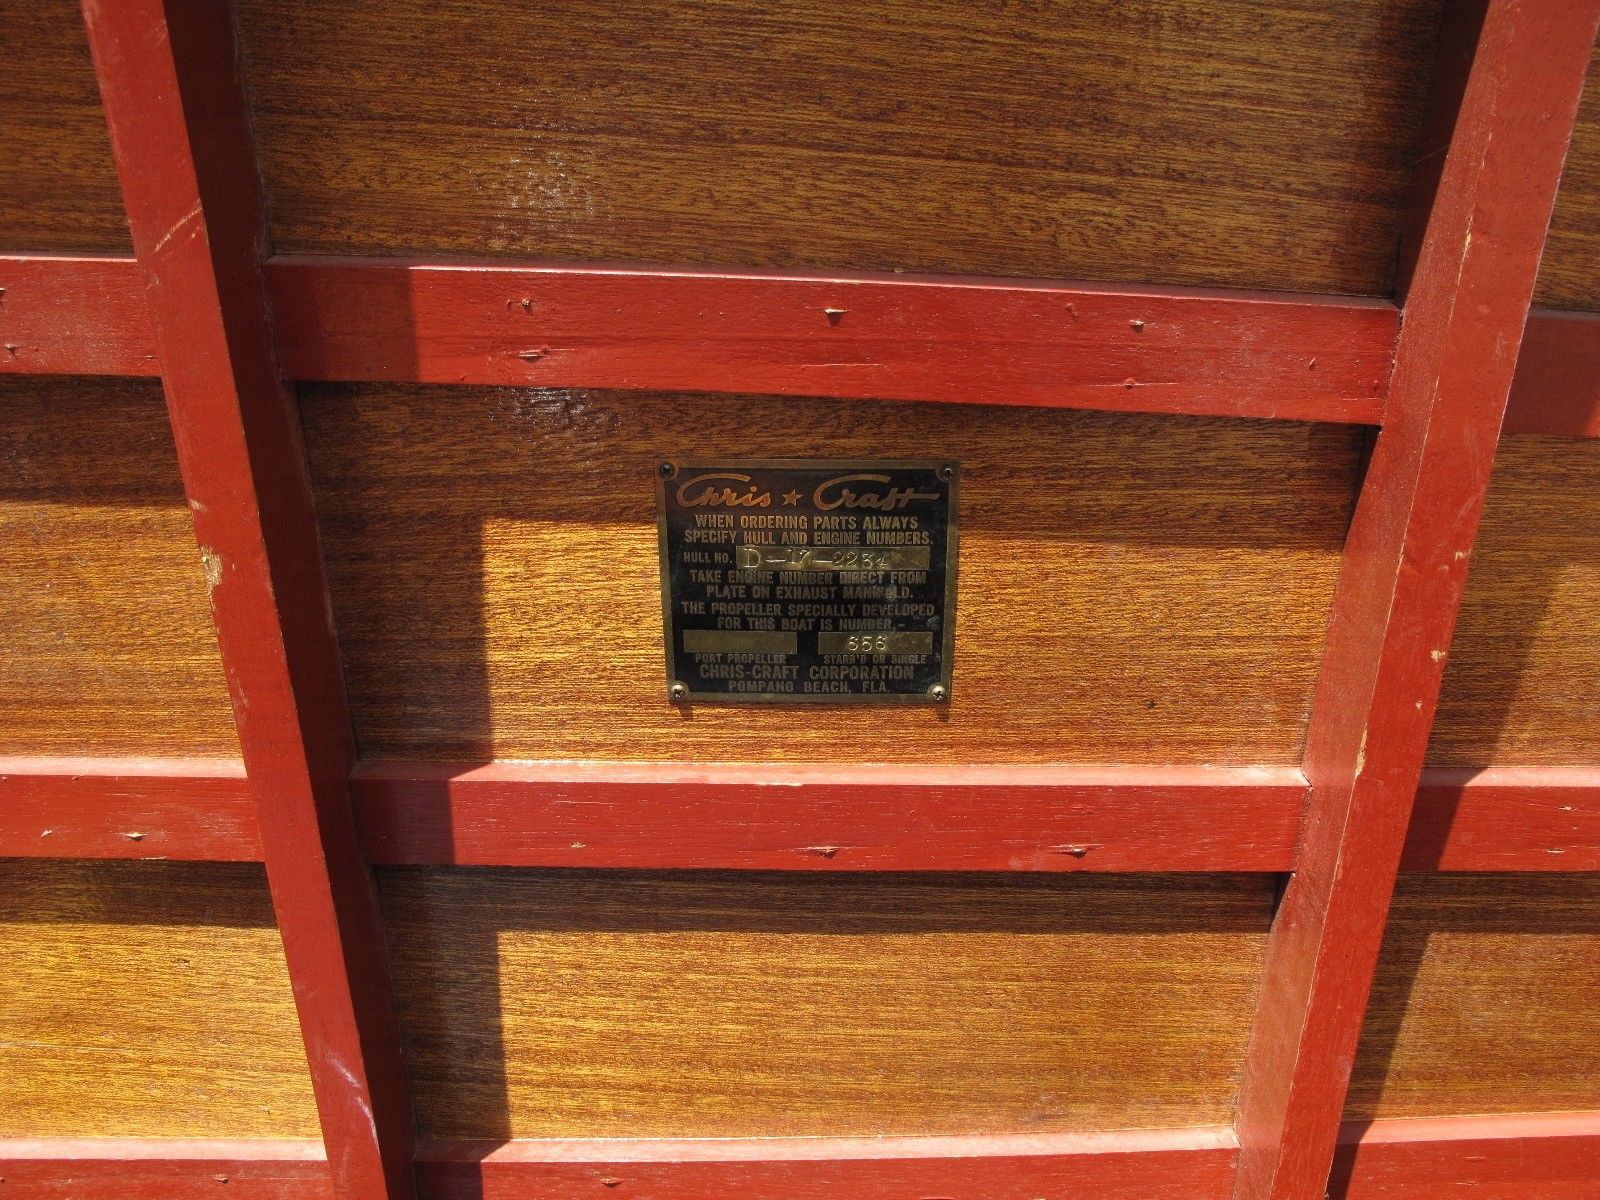 Chris ★ Craft
WHEN ORDERING PARTS ALWAYS
SPECIFY HULL AND ENGINE NUMBERS.
HULL NO. D-17-2234
TAKE ENGINE NUMBER DIRECT FROM
PLATE ON EXHAUST MANIFOLD.
THE PROPELLER SPECIALLY DEVELOPED
FOR THIS BOAT IS NUMBER,-
656
PORT PROPELLER STARB'D OR SINGLE
CHRIS-CRAFT CORPORATION
POMPANO BEACH, FLA.